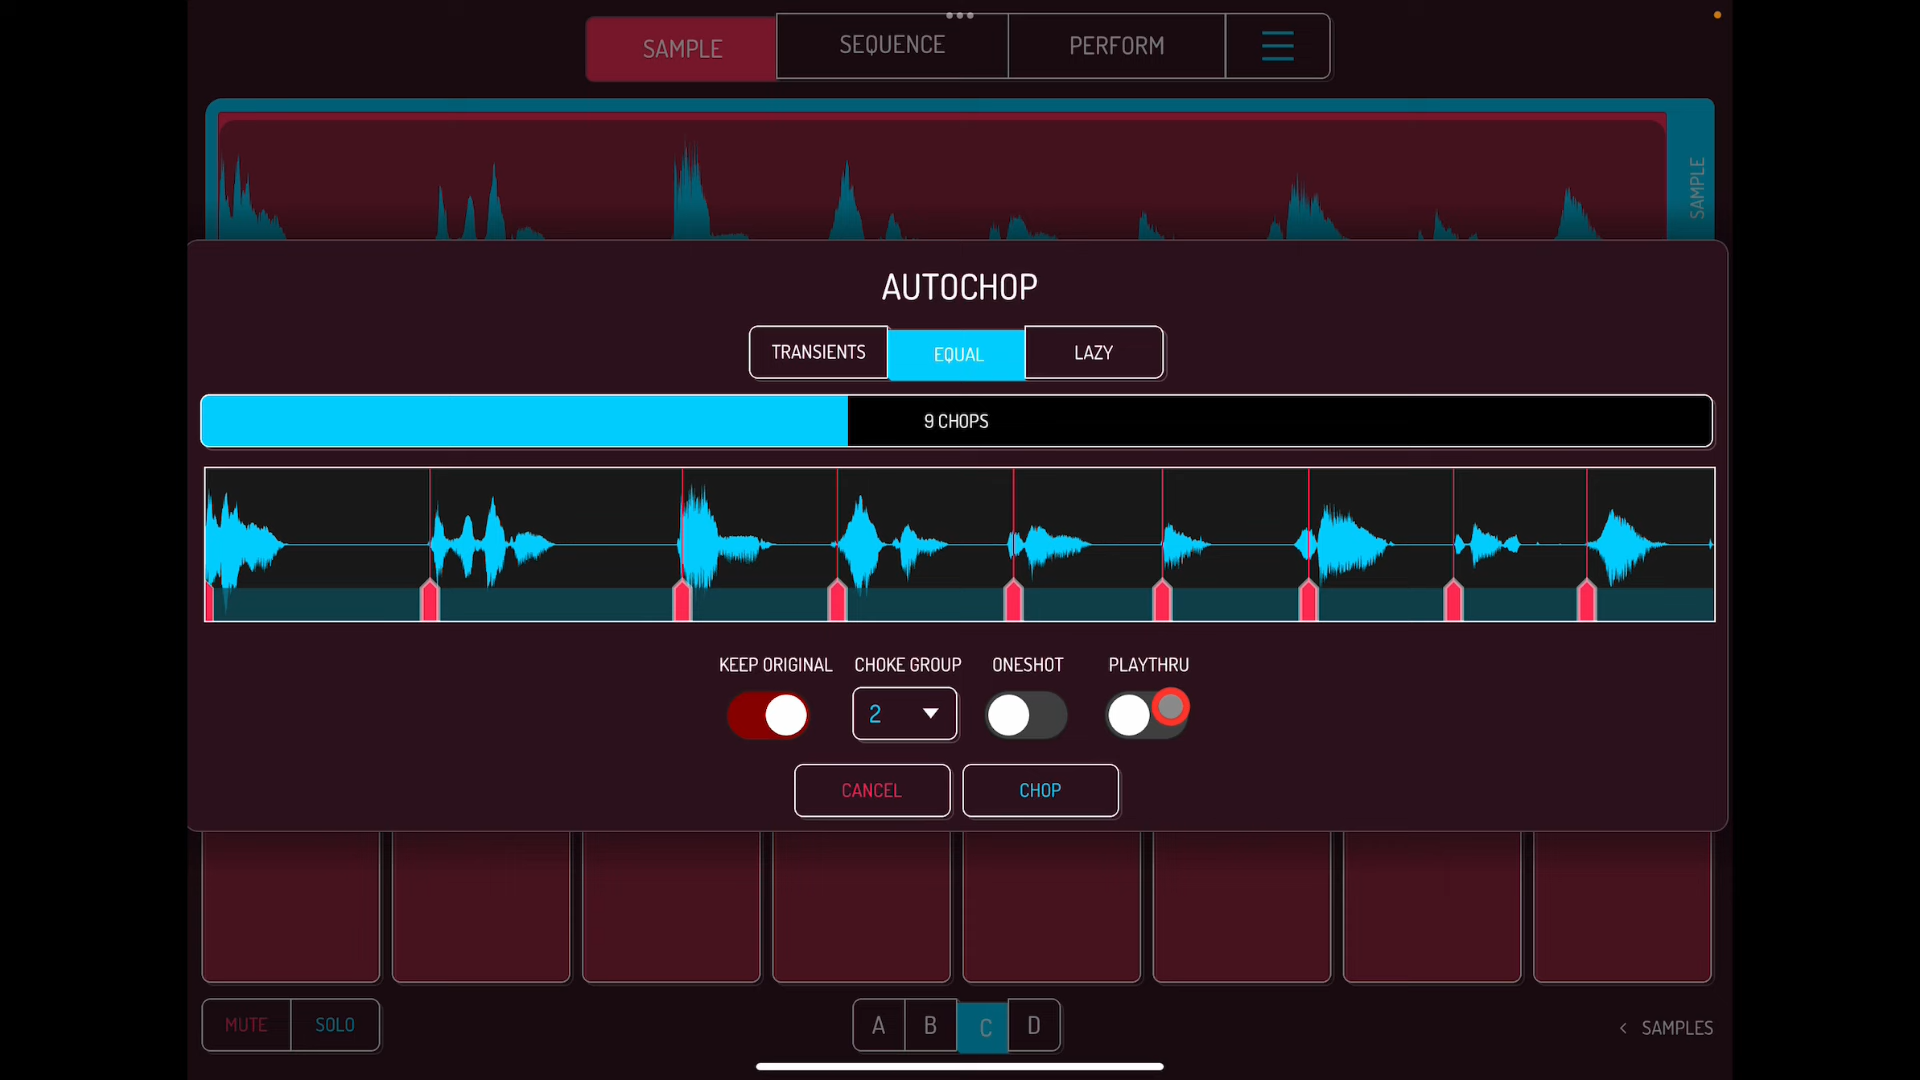 SAMPLE SEQUENCE PERFORM
SAMPLE
AUTOCHOP
TRANSIENTS EQUAL LAZY
9 CHOPS
KEEP ORIGINAL CHOKE GROUP ONESHOT PLAYTHRU
2
CANCEL CHOP
MUTE SOLO A B C D < SAMPLES